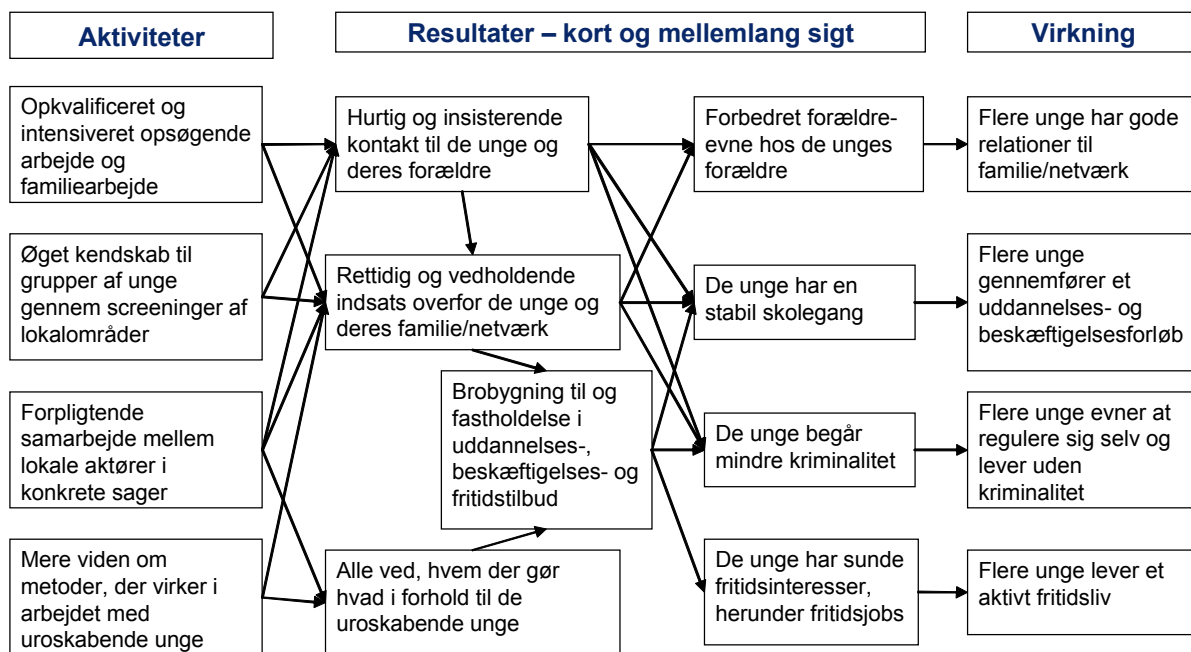 Aktiviteter
Resultater – kort og mellemlang sigt
Virkning
Opkvalificeret og
intensiveret opsøgende
arbejde og
familiearbejde
Øget kendskab til
grupper af unge
gennem screeninger af
lokalområder
Forpligtende
samarbejde mellem
lokale aktører i
konkrete sager
Mere viden om
metoder, der virker i
arbejdet med
uroskabende unge
Hurtig og insisterende
kontakt til de unge og
deres forældre
Rettidig og vedholdende
indsats overfor de unge og
deres familie/netværk
Brobygning til og
fastholdelse i
uddannelses-,
beskæftigelses- og
fritidstilbud
Alle ved, hvem der gør
hvad i forhold til de
uroskabende unge
Forbedret forældre-
evne hos de unges
forældre
De unge har en
stabil skolegang
De unge begår
mindre kriminalitet
De unge har sunde
fritidsinteresser,
herunder fritidsjobs
Flere unge har gode
relationer til
familie/netværk
Flere unge
gennemfører et
uddannelses- og
beskæftigelsesforløb
Flere unge evner at
regulere sig selv og
lever uden
kriminalitet
Flere unge lever et
aktivt fritidsliv